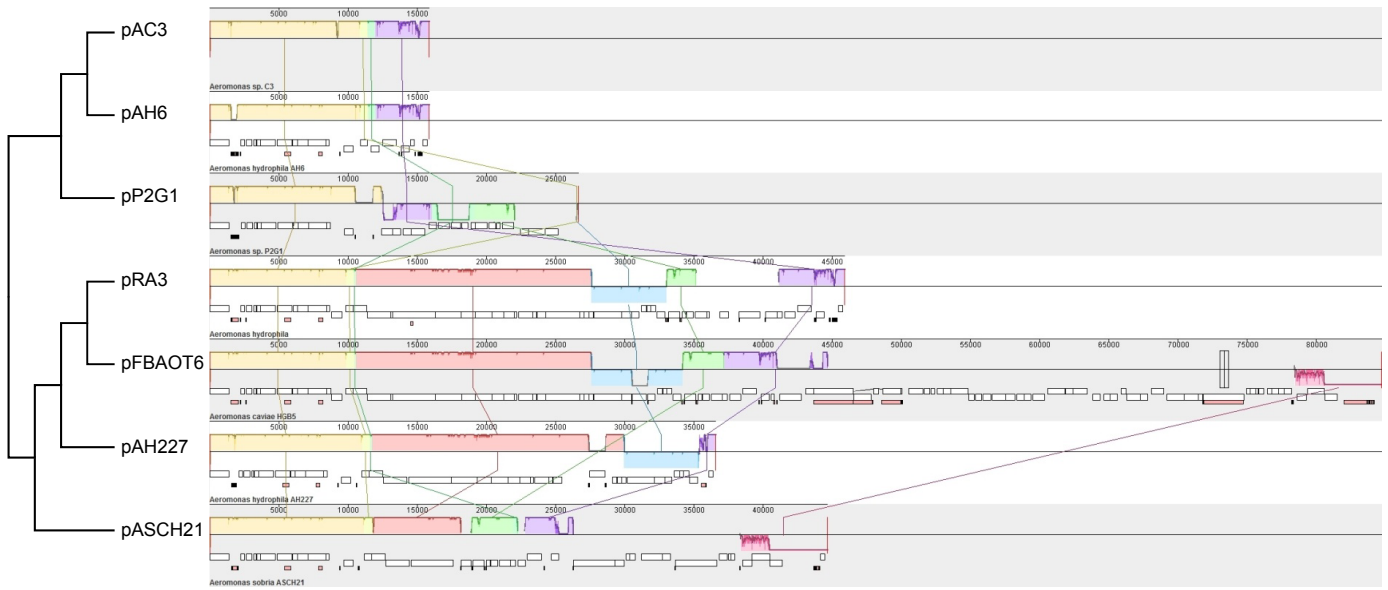 5000 10000 15000
pAC3
Aeromonas sp. C3
5000 10000 15000
pAH6
Aeromonas hydrophila AH6
5000 10000 15000 20000 25000
pP2G1
Aeromonas sp. P2G1
5000 10000 15000 20000 25000 30000 35000 40000 45000
pRA3
Aeromonas hydrophila
5000 10000 15000 20000 25000 30000 35000 40000 45000 50000 55000 60000 65000 70000 75000 80000
pFBAOT6
Aeromonas caviae HGB5
5000 10000 15000 20000 25000 30000 35000
pAH227
Aeromonas hydrophila AH227
5000 10000 15000 20000 25000 30000 35000 40000
pASCH21
Aeromonas sobria ASCH21